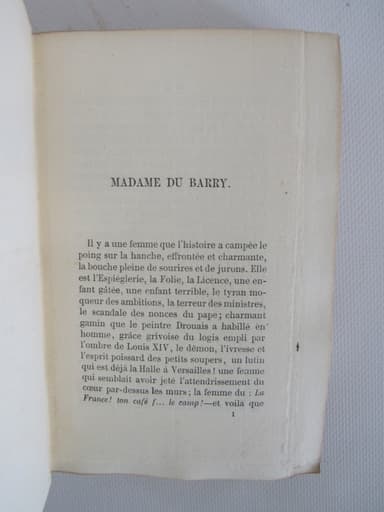 MADAME DU BARRY.
Il y a une femme que l'histoire a campée le
poing sur la hanche, effrontée et charmante,
la bouche pleine de sourires et de jurons. Elle
est l'Espiéglerie, la Folie, la Licence, une en-
fant gâtée, une enfant terrible, le tyran mo-
queur des ambitions, la terreur des ministres,
le scandale des nonces du pape; charmant
gamin que le peintre Drouais a habillé en
homme, grâce grivoise du logis empli par
l'ombre de Louis XIV, le démon, l'ivresse et
l'esprit poissard des petits soupers, un lutin
qui est déjà la Halle à Versailles! une femme
qui semblait avoir jeté l'attendrissement du
cœur par-dessus les murs; la femme du : La
France! ton café f... le camp!—et voilà que
1